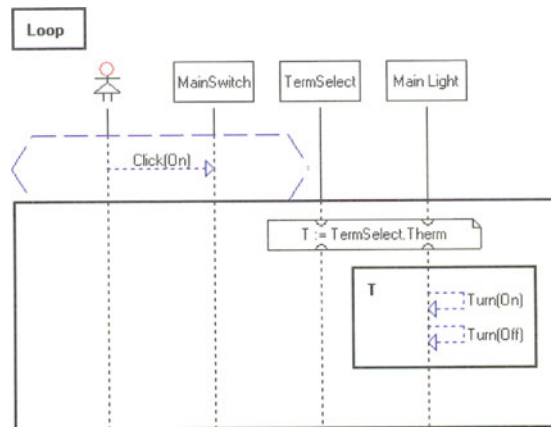 Loop
MainSwitch
TermSelect
Main Light
Click(On)
T := TermSelect.Therm
T
Turn(On)
Turn(Off)